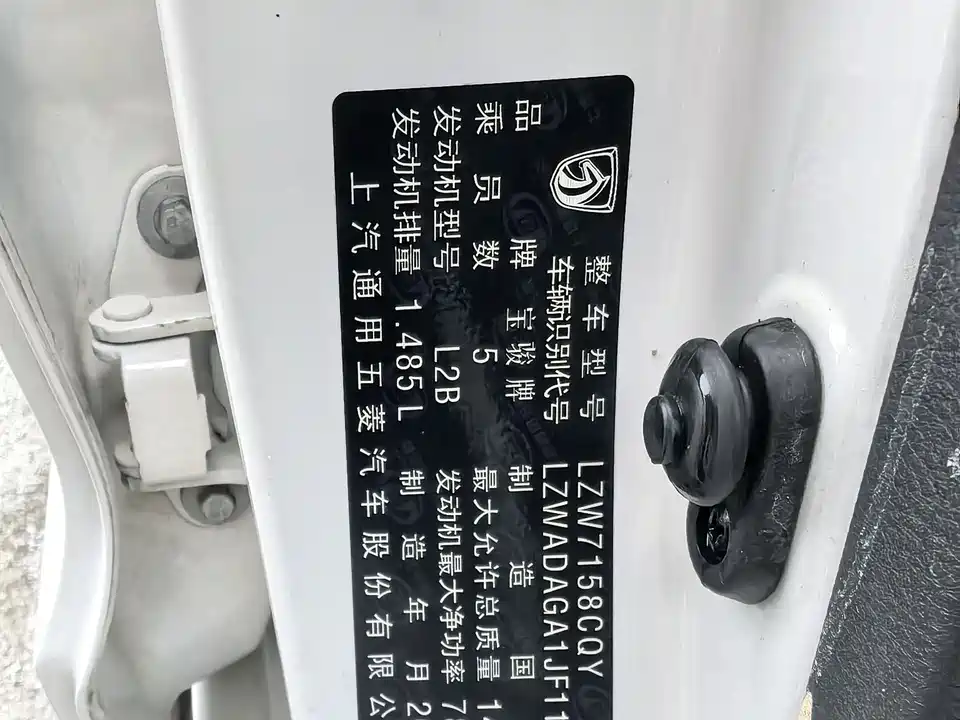 整车型号 LZW7158CQY
车辆识别代号 LZWADAGA1JF11
品牌 宝骏牌 制造国
乘员数 5 最大允许总质量 14
发动机型号 L2B 发动机最大净功率 78
发动机排量 1.485L 制造年月 2
上汽通用五菱汽车股份有限公